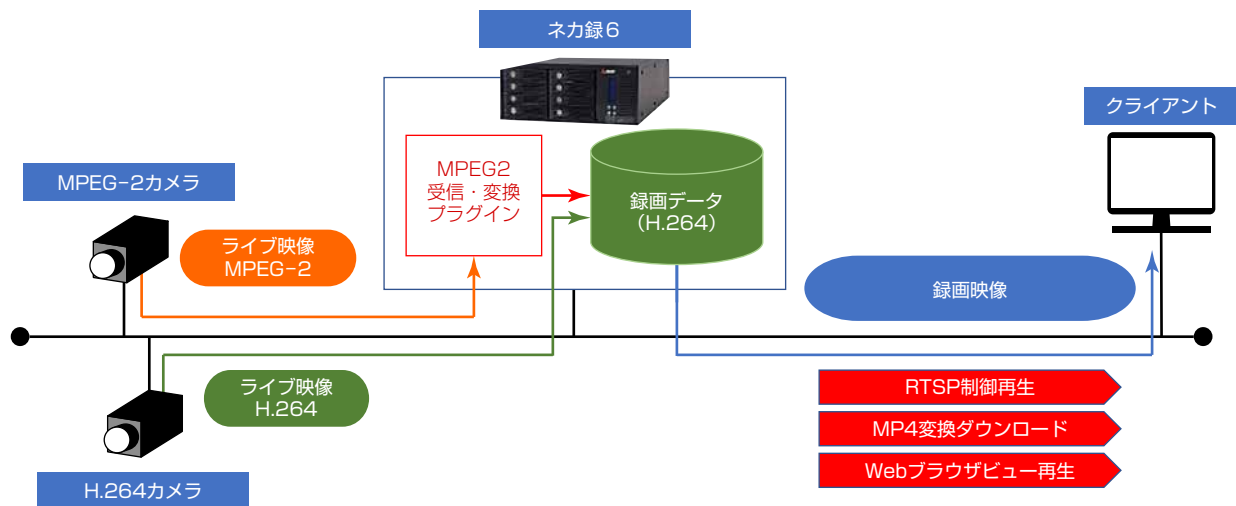 ネカ録6
クライアント
MPEG-2カメラ
MPEG2
受信・変換
プラグイン
録画データ
(H.264)
ライブ映像
MPEG-2
録画映像
ライブ映像
H.264
RTSP制御再生
MP4変換ダウンロード
Webブラウザビュー再生
H.264カメラ